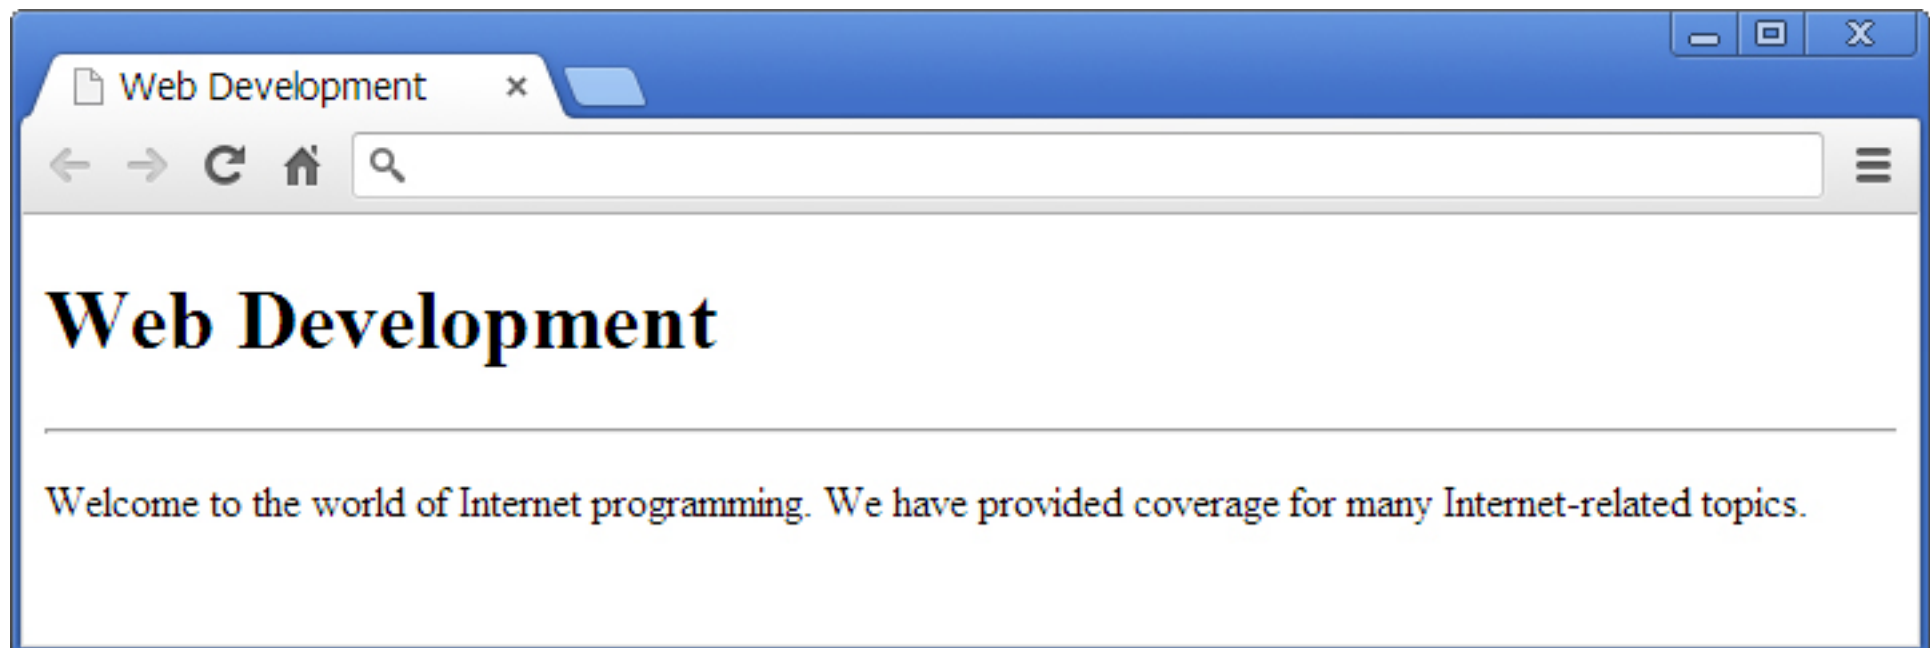 Web Development
Web Development
Welcome to the world of Internet programming. We have provided coverage for many Internet-related topics.